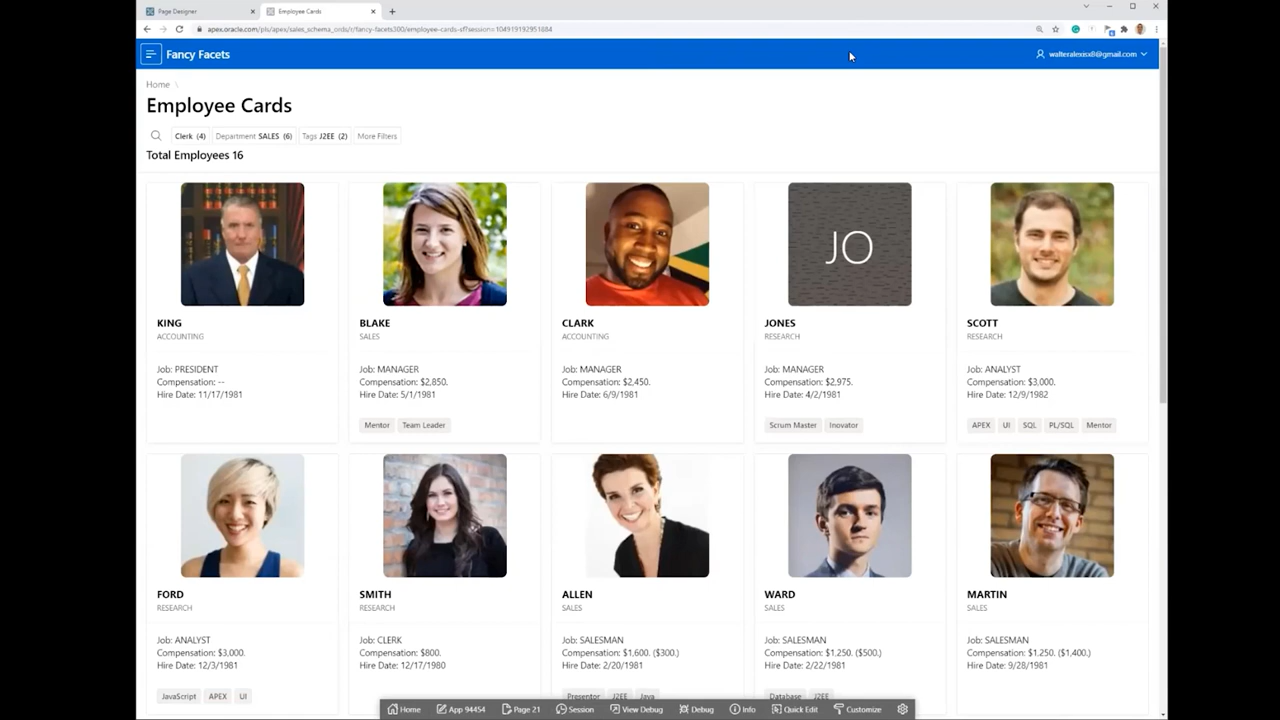 Page Designer
Employee Cards
apex.oracle.com/pls/apex/sales_schema_ords/r/fancy-facets300/employee-cards-sf?session=104919192951684
Fancy Facets
walteralexisx8@gmail.com
Home \
Employee Cards
Clerk (4) Department SALES (6) Tags J2EE (2) More Filters
Total Employees 16
JO
KING
ACCOUNTING
Job: PRESIDENT
Compensation: --
Hire Date: 11/17/1981
BLAKE
SALES
Job: MANAGER
Compensation: $2,850.
Hire Date: 5/1/1981
Mentor Team Leader
CLARK
ACCOUNTING
Job: MANAGER
Compensation: $2,450.
Hire Date: 6/9/1981
JONES
RESEARCH
Job: MANAGER
Compensation: $2,975.
Hire Date: 4/2/1981
Scrum Master Inovator
SCOTT
RESEARCH
Job: ANALYST
Compensation: $3,000.
Hire Date: 12/9/1982
APEX UI SQL PL/SQL Mentor
FORD
RESEARCH
Job: ANALYST
Compensation: $3,000.
Hire Date: 12/3/1981
JavaScript APEX UI
SMITH
RESEARCH
Job: CLERK
Compensation: $800.
Hire Date: 12/17/1980
ALLEN
SALES
Job: SALESMAN
Compensation: $1,600. ($300.)
Hire Date: 2/20/1981
Presentor J2EE Java
WARD
SALES
Job: SALESMAN
Compensation: $1,250. ($500.)
Hire Date: 2/22/1981
Database J2EE
MARTIN
SALES
Job: SALESMAN
Compensation: $1,250. ($1,400.)
Hire Date: 9/28/1981
Home App 94454 Page 21 Session View Debug Debug Info Quick Edit Customize